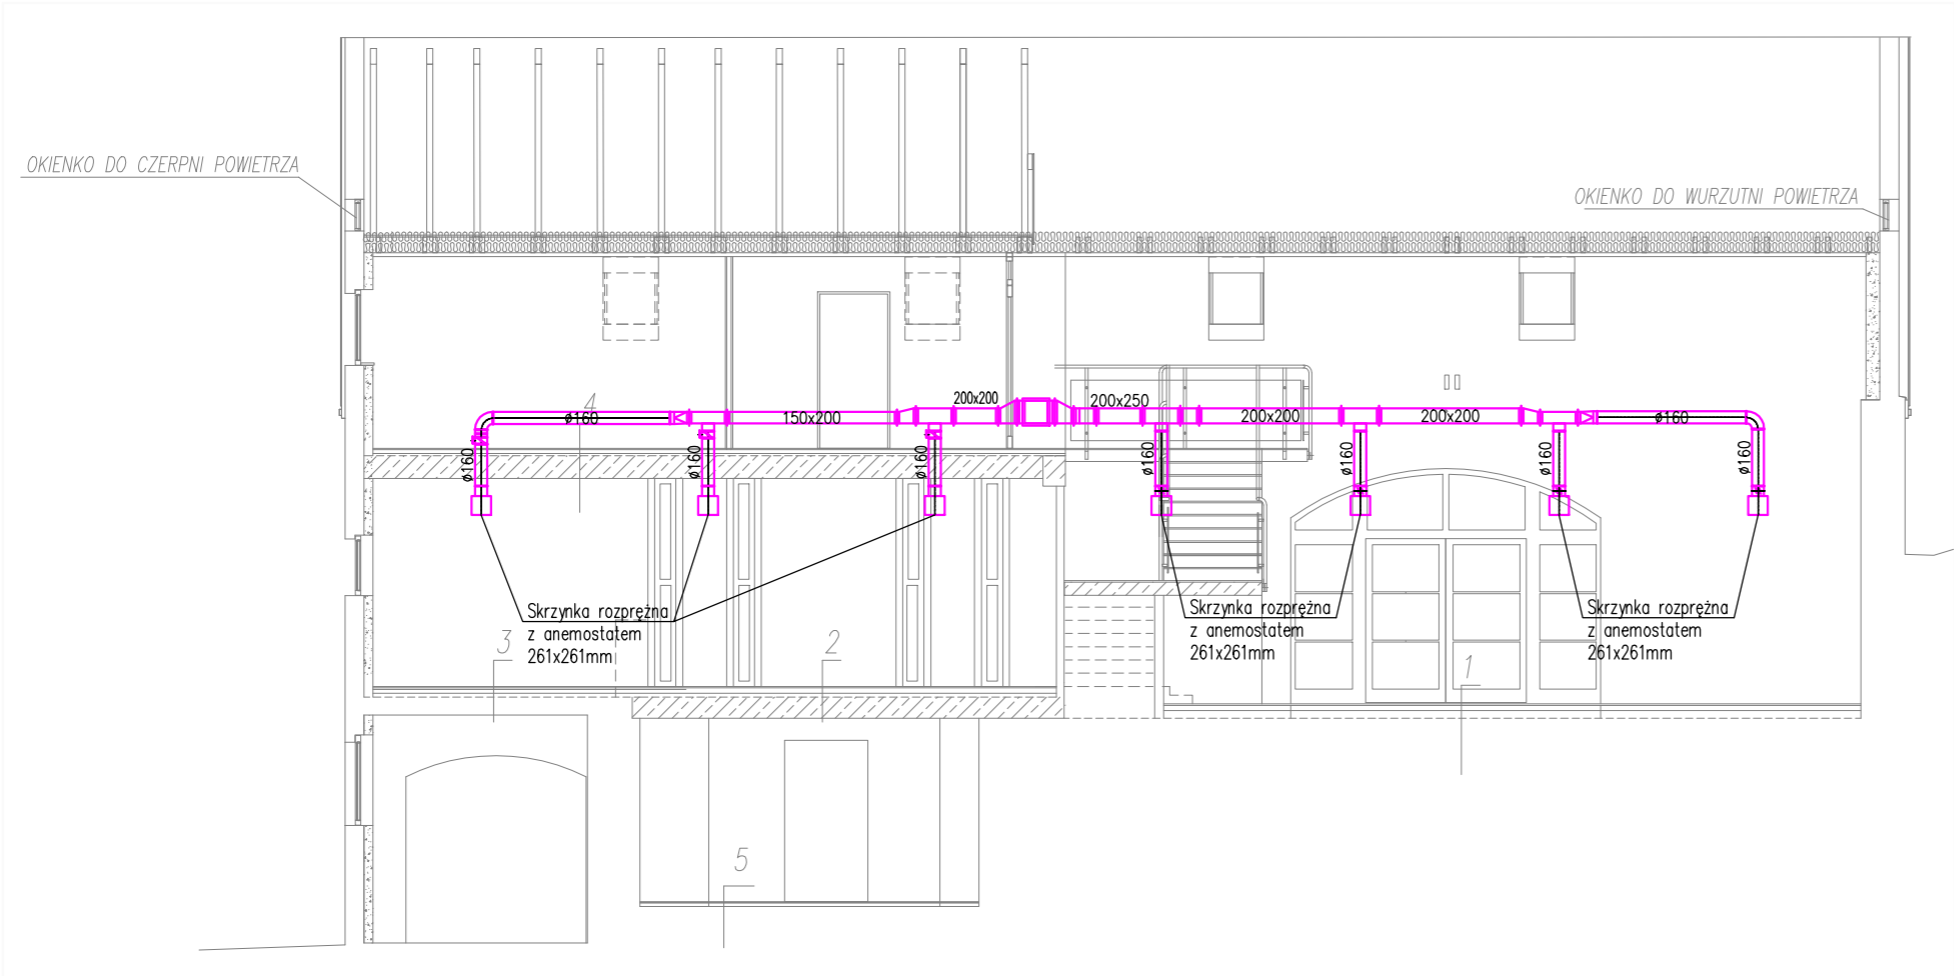 OKIENKO DO CZERPNI POWIETRZA
OKIENKO DO WURZUTNI POWIETRZA
4
ø160
150x200
200x200
200x250
200x200
200x200
ø160
ø160
ø160
ø160
ø160
ø160
ø160
ø160
Skrzynka rozprężna
z anemostatem
261x261mm
Skrzynka rozprężna
z anemostatem
261x261mm
Skrzynka rozprężna
z anemostatem
261x261mm
3
2
1
5